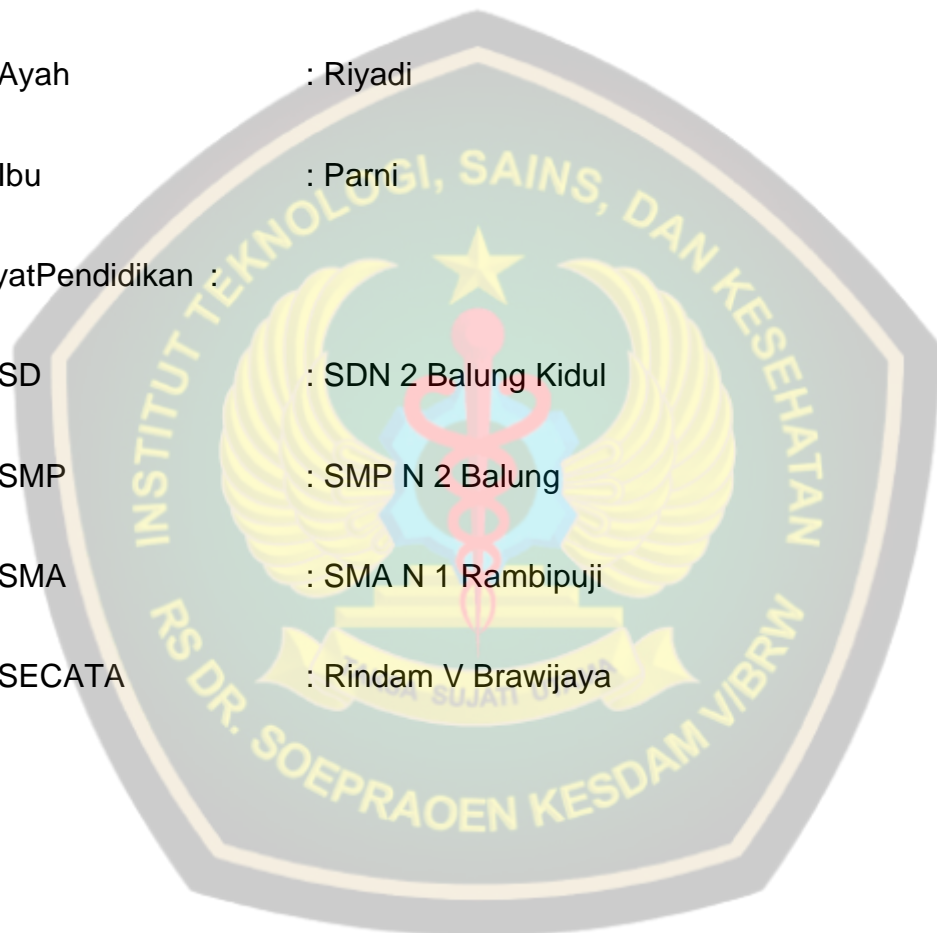 Ayah : Riyadi
Ibu : Parni
yatPendidikan :
SD : SDN 2 Balung Kidul
SMP : SMP N 2 Balung
SMA : SMA N 1 Rambipuji
SECATA : Rindam V Brawijaya
INSTITUT TEKNOLOGI, SAINS, DAN KESEHATAN
RS DR. SOEPRAOEN KESDAM V/BRW
SUJATI